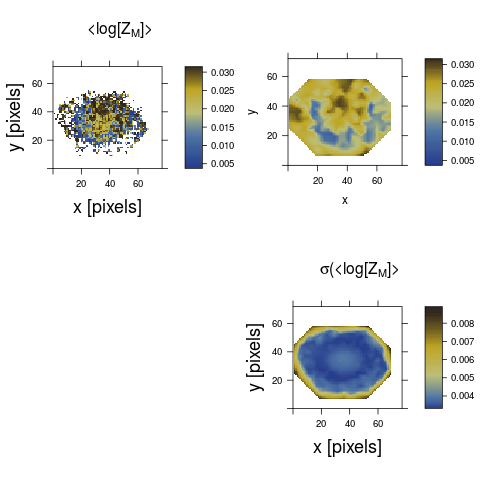 <log[Z_M]>
0.030
0.025
0.020
0.015
0.010
0.005
60
40
20
y [pixels]
20 40 60
x [pixels]
0.030
0.025
0.020
0.015
0.010
0.005
60
40
20
y
20 40 60
x
σ(<log[Z_M]>
0.008
0.007
0.006
0.005
0.004
60
40
20
y [pixels]
20 40 60
x [pixels]